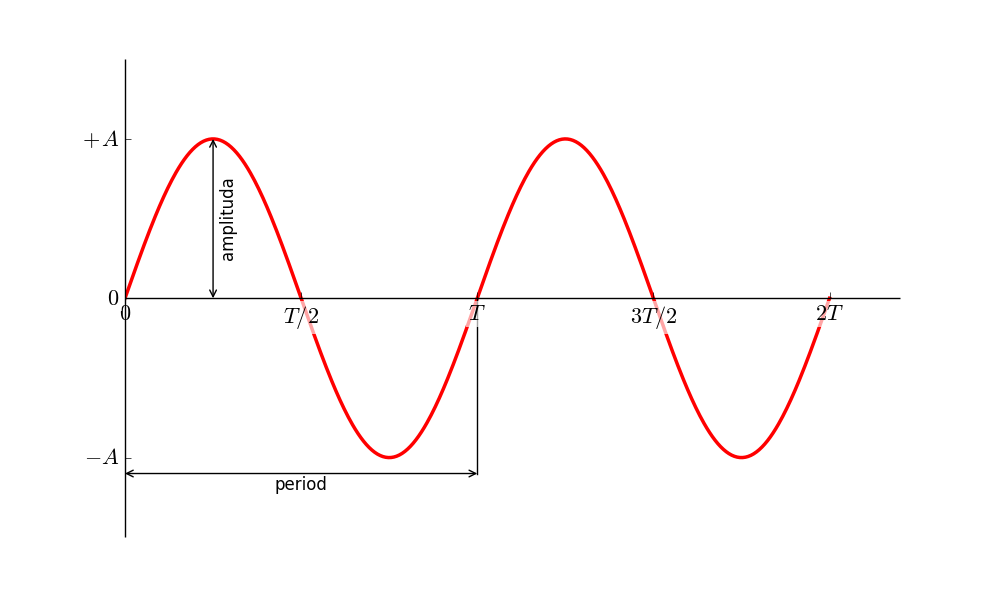 +A
amplituda
0
0
T/2
T
3T/2
2T
−A
period